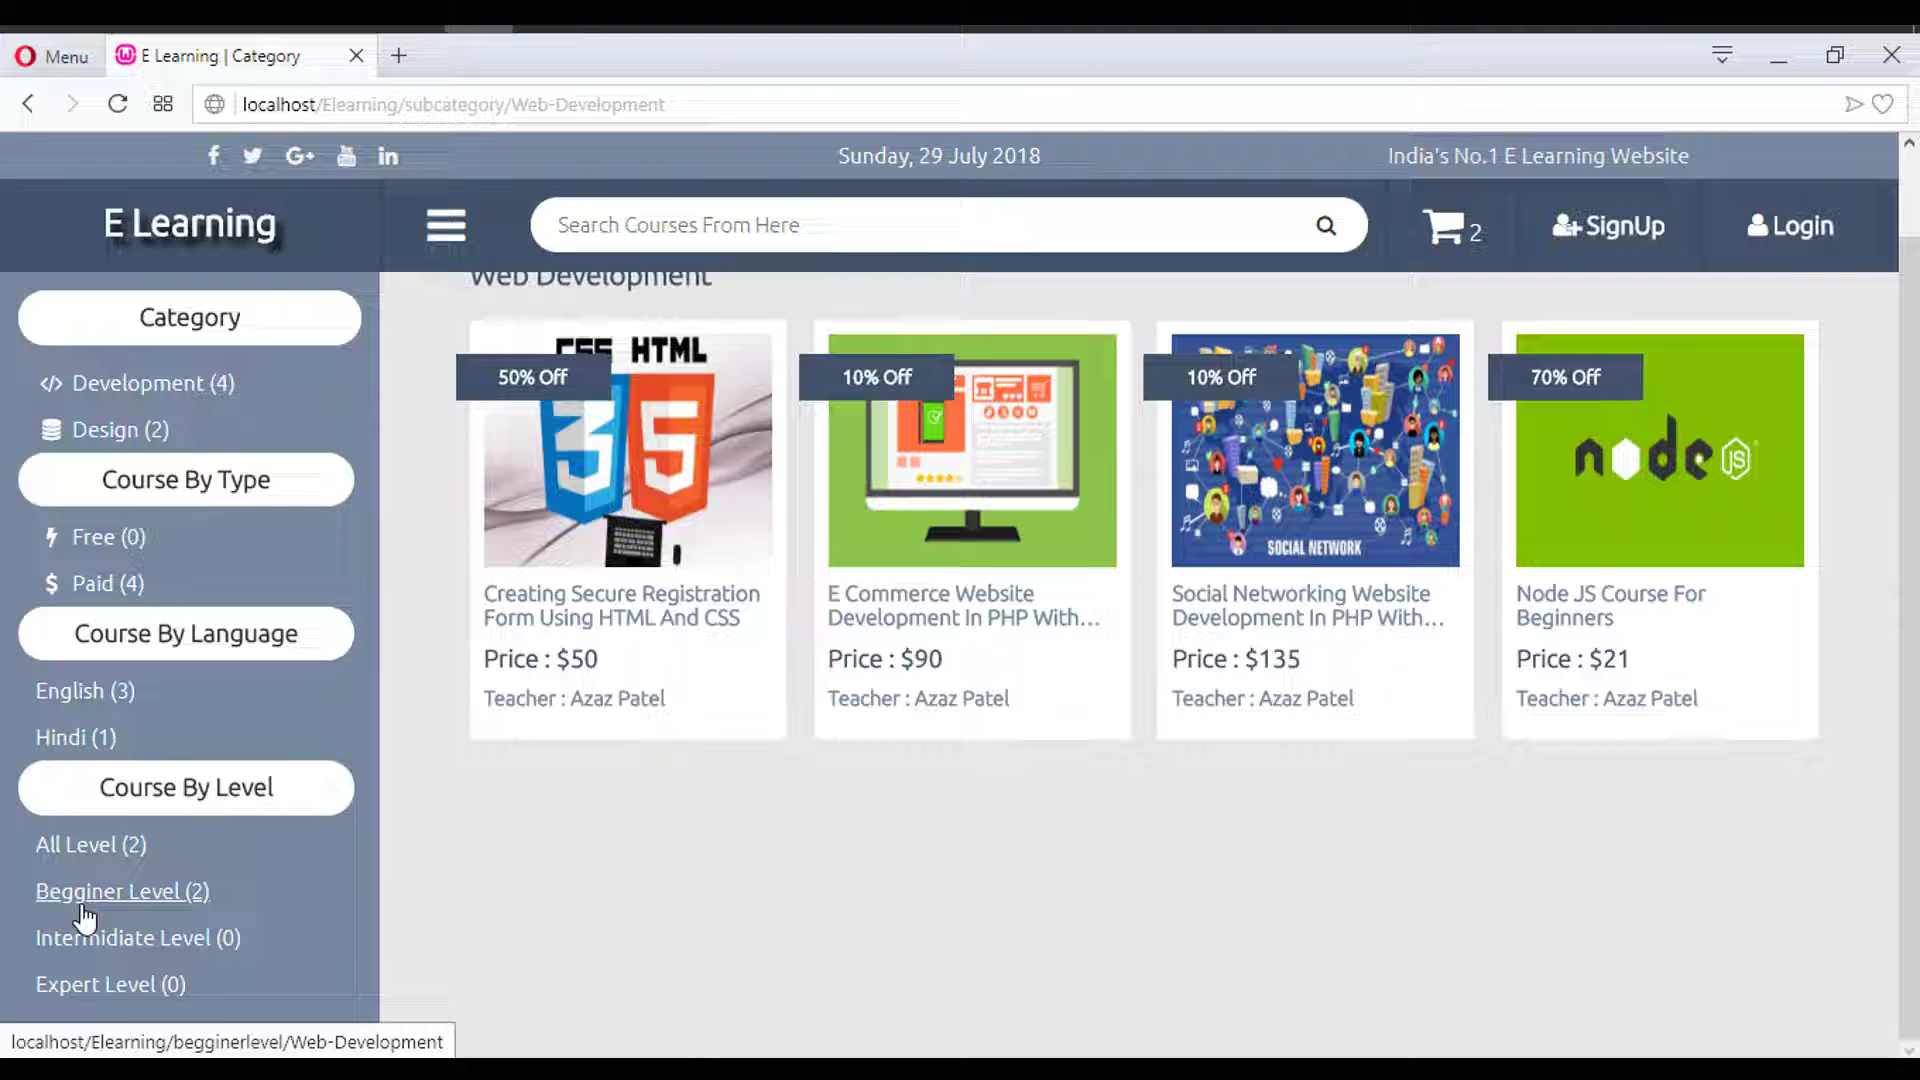 Menu
E Learning | Category
localhost/Elearning/subcategory/Web-Development
Sunday, 29 July 2018
India's No.1 E Learning Website
E Learning
Search Courses From Here
2
SignUp
Login
Category
Development (4)
Design (2)
Course By Type
Free (0)
Paid (4)
Course By Language
English (3)
Hindi (1)
Course By Level
All Level (2)
Begginer Level (2)
Intermidiate Level (0)
Expert Level (0)
Web Development
CSS HTML
50% Off
3 5
Creating Secure Registration
Form Using HTML And CSS
Price : $50
Teacher : Azaz Patel
10% Off
E Commerce Website
Development In PHP With...
Price : $90
Teacher : Azaz Patel
10% Off
SOCIAL NETWORK
Social Networking Website
Development In PHP With...
Price : $135
Teacher : Azaz Patel
70% Off
node JS
Node JS Course For
Beginners
Price : $21
Teacher : Azaz Patel
localhost/Elearning/begginerlevel/Web-Development